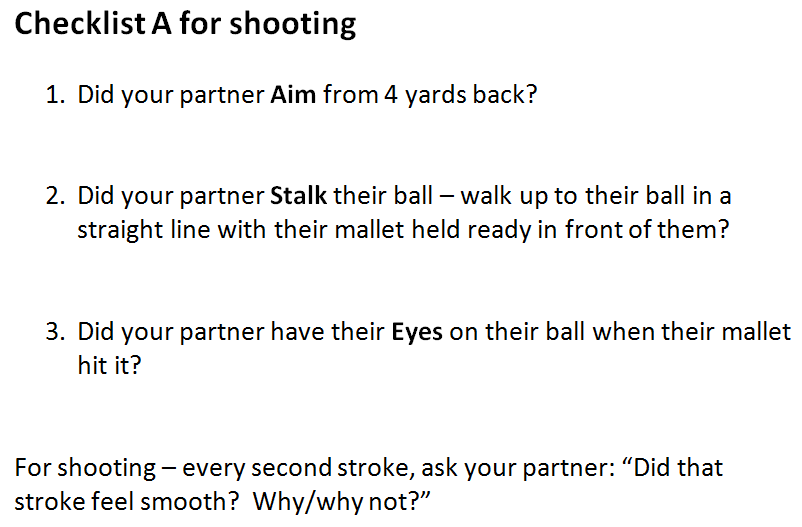 Checklist A for shooting
1. Did your partner Aim from 4 yards back?
2. Did your partner Stalk their ball – walk up to their ball in a
straight line with their mallet held ready in front of them?
3. Did your partner have their Eyes on their ball when their mallet
hit it?
For shooting – every second stroke, ask your partner: “Did that
stroke feel smooth?  Why/why not?”